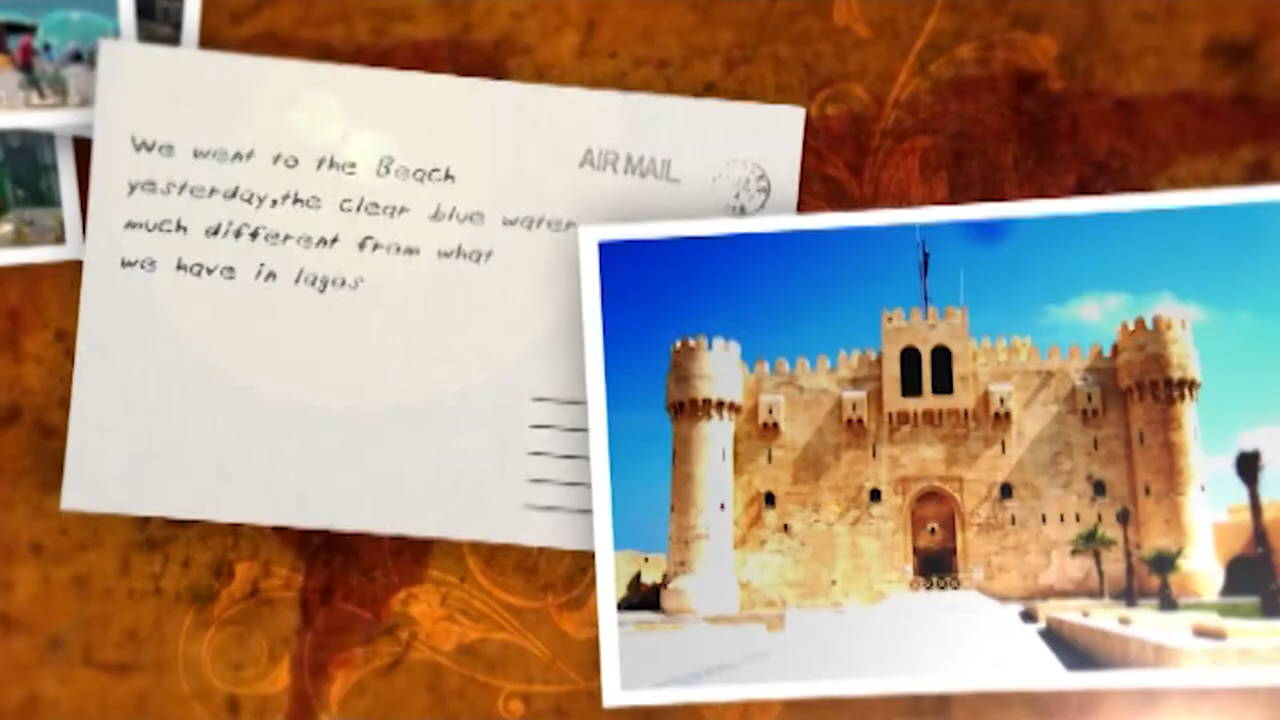 We went to the Beach
yesterday,the clear blue water
much different from what
we have in lagos
AIR MAIL